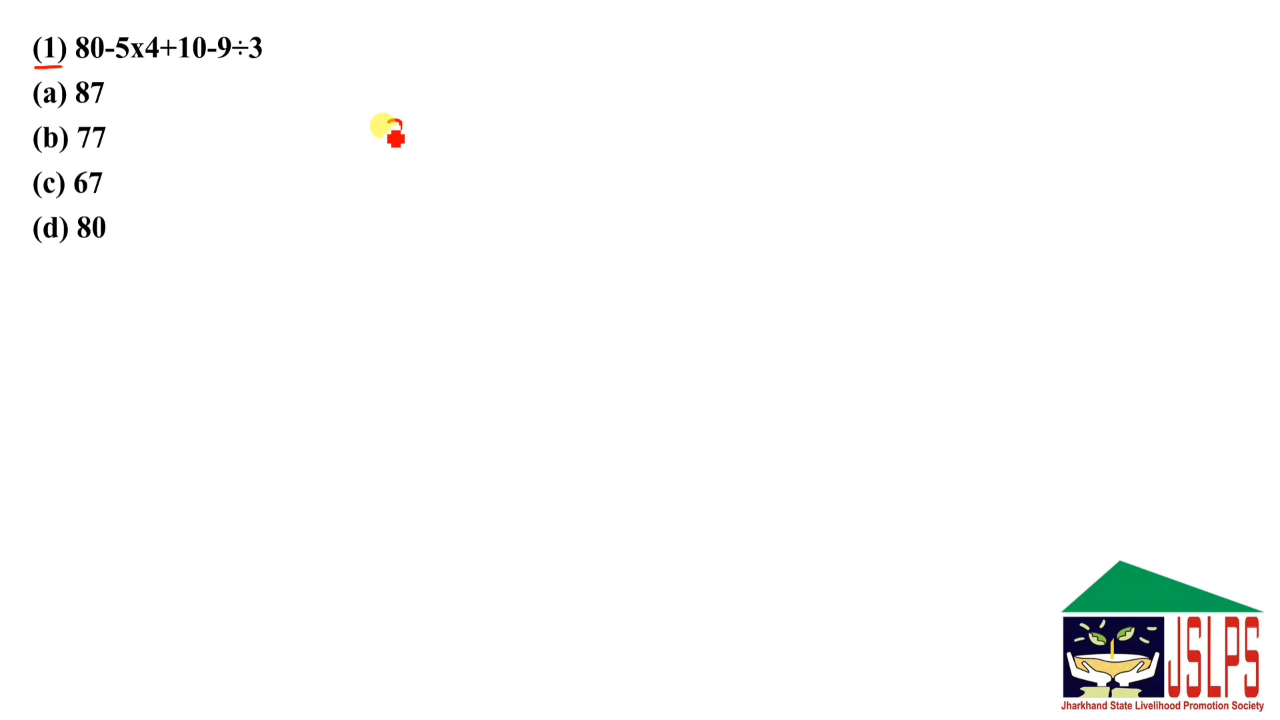 (1) 80-5x4+10-9÷3
(a) 87
(b) 77
(c) 67
(d) 80
JSLPS
Jharkhand State Livelihood Promotion Society